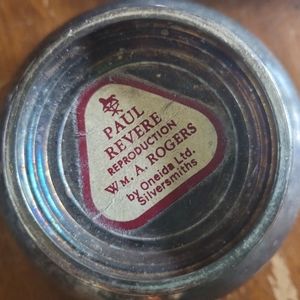 PAUL
REVERE
REPRODUCTION
WM. A. ROGERS
by Oneida Ltd.
Silversmiths